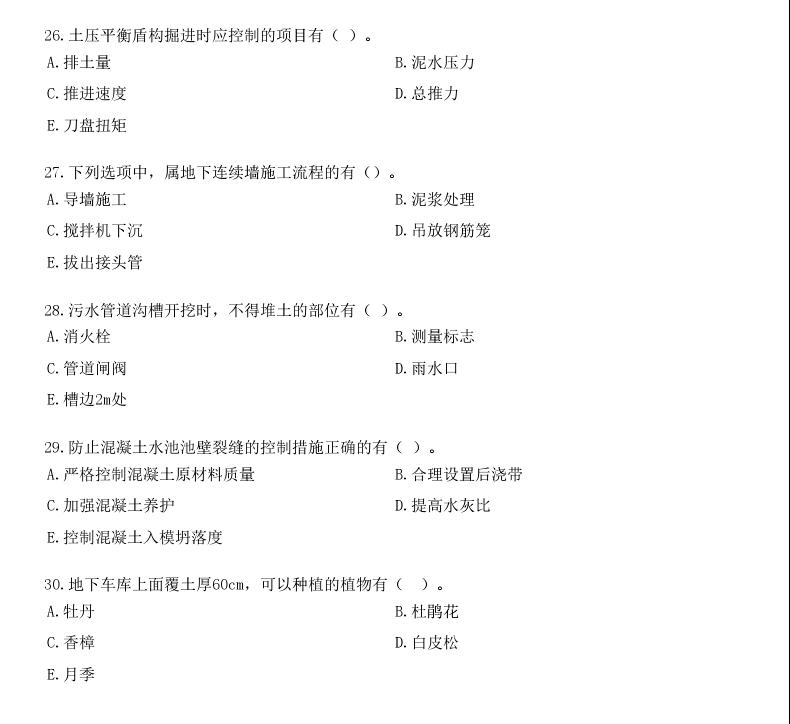 26.土压平衡盾构掘进时应控制的项目有（ ）。
A.排土量 B.泥水压力
C.推进速度 D.总推力
E.刀盘扭矩
27.下列选项中，属地下连续墙施工流程的有（）。
A.导墙施工 B.泥浆处理
C.搅拌机下沉 D.吊放钢筋笼
E.拔出接头管
28.污水管道沟槽开挖时，不得堆土的部位有（ ）。
A.消火栓 B.测量标志
C.管道闸阀 D.雨水口
E.槽边2m处
29.防止混凝土水池池壁裂缝的控制措施正确的有（ ）。
A.严格控制混凝土原材料质量 B.合理设置后浇带
C.加强混凝土养护 D.提高水灰比
E.控制混凝土入模坍落度
30.地下车库上面覆土厚60cm，可以种植的植物有（ ）。
A.牡丹 B.杜鹃花
C.香樟 D.白皮松
E.月季